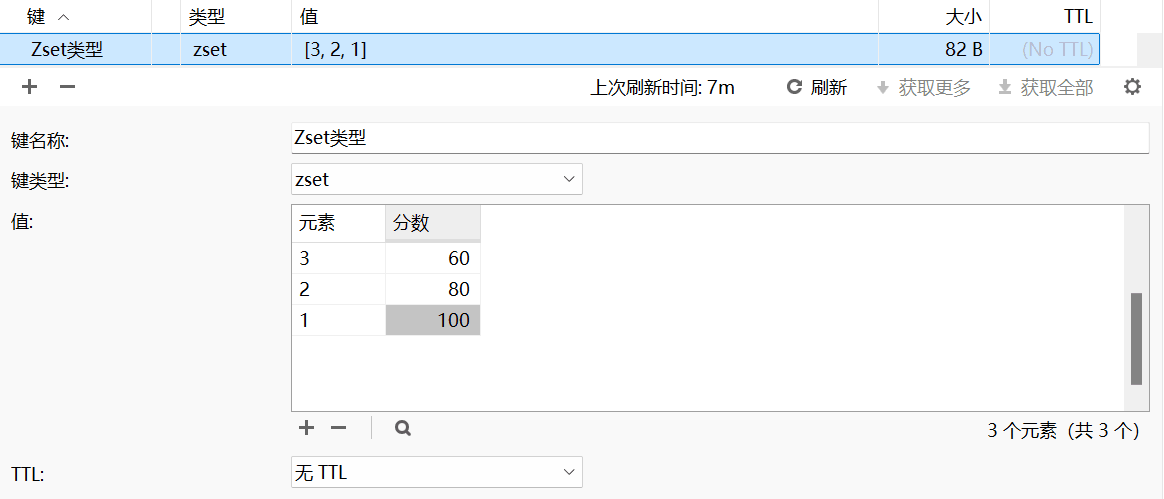 键 类型 值 大小 TTL
Zset类型 zset [3, 2, 1] 82 B (No TTL)
上次刷新时间: 7m 刷新 获取更多 获取全部
键名称: Zset类型
键类型: zset
值: 元素 分数
3 60
2 80
1 100
3 个元素（共 3 个）
TTL: 无 TTL